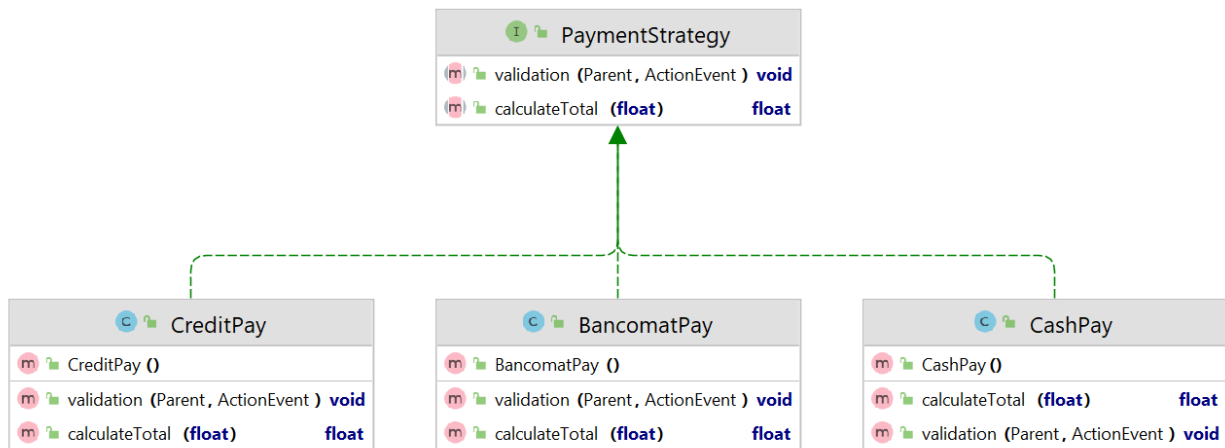 I PaymentStrategy
m validation (Parent, ActionEvent) void
m calculateTotal (float) float
C CreditPay
m CreditPay ()
m validation (Parent, ActionEvent) void
m calculateTotal (float) float
C BancomatPay
m BancomatPay ()
m validation (Parent, ActionEvent) void
m calculateTotal (float) float
C CashPay
m CashPay ()
m calculateTotal (float) float
m validation (Parent, ActionEvent) void